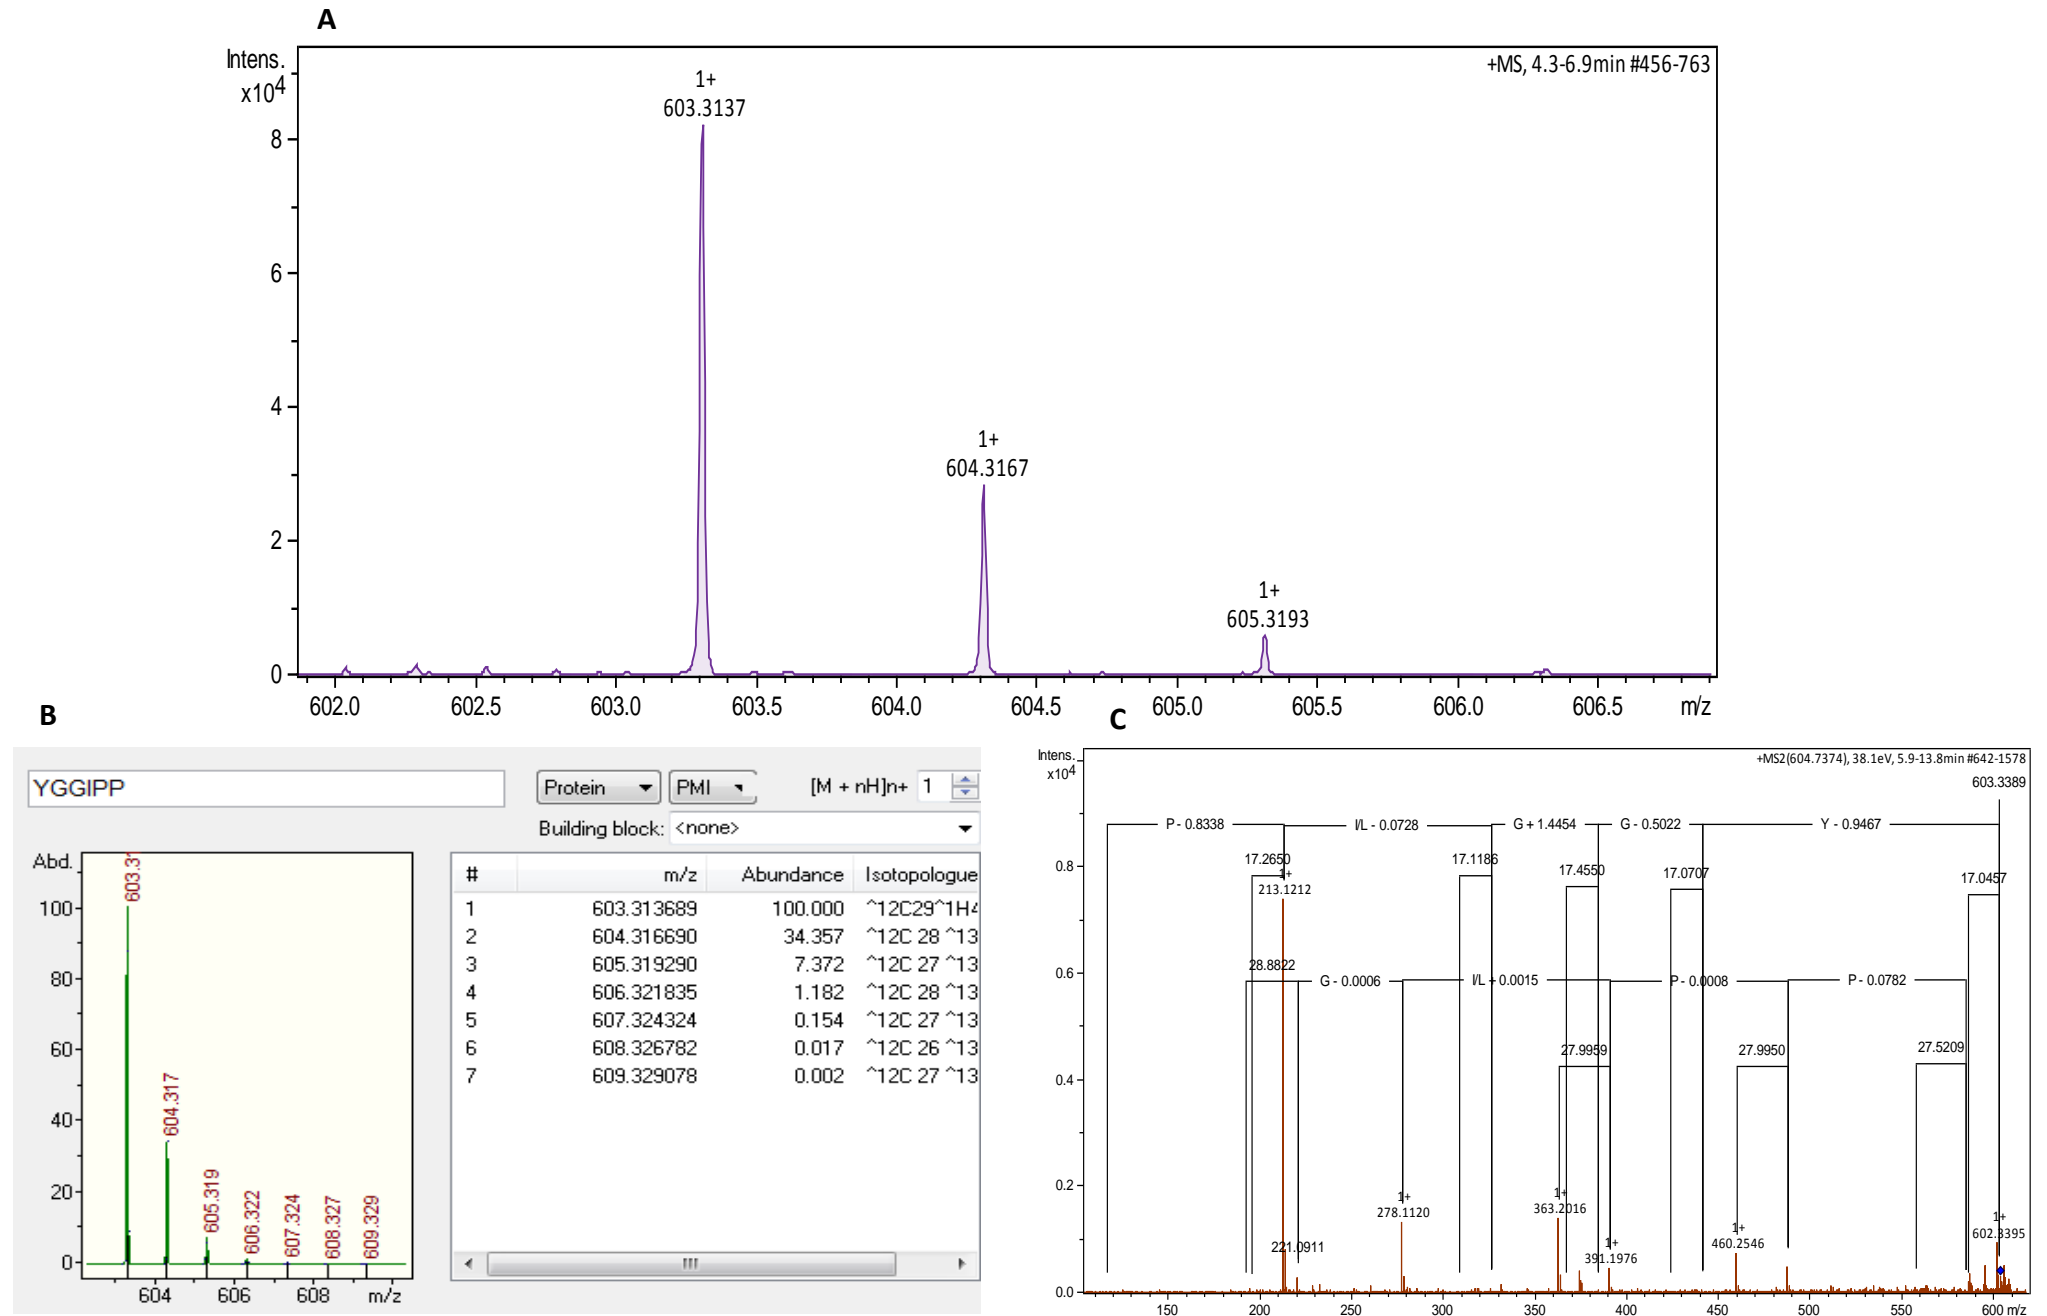 A
Intens.
x10^4
+MS, 4.3-6.9min #456-763
1+
603.3137
1+
604.3167
1+
605.3193
8
6
4
2
0
602.0 602.5 603.0 603.5 604.0 604.5 605.0 605.5 606.0 606.5 m/z
B
YGGIPP
Protein PMI [M + nH]n+ 1
Building block: <none>
Abd.
603.31
604.317
605.319
606.322
607.324
608.327
609.329
100
80
60
40
20
0
604 606 608 m/z
# m/z Abundance Isotopologue
1 603.313689 100.000 ^12C29^1H4
2 604.316690 34.357 ^12C 28 ^13
3 605.319290 7.372 ^12C 27 ^13
4 606.321835 1.182 ^12C 28 ^13
5 607.324324 0.154 ^12C 27 ^13
6 608.326782 0.017 ^12C 26 ^13
7 609.329078 0.002 ^12C 27 ^13
C
Intens.
x10^4
+MS2(604.7374), 38.1eV, 5.9-13.8min #642-1578
603.3389
P - 0.8338 I/L - 0.0728 G + 1.4454 G - 0.5022 Y - 0.9467
17.2650 17.1186 17.4550 17.0707 17.0457
1+
213.1212
28.8822 G - 0.0006 I/L + 0.0015 P - 0.0008 P - 0.0782
27.9959 27.9950 27.5209
1+
278.1120
1+
363.2016
221.0911
1+
391.1976
1+
460.2546
1+
602.3395
0.8
0.6
0.4
0.2
0.0
150 200 250 300 350 400 450 500 550 600 m/z